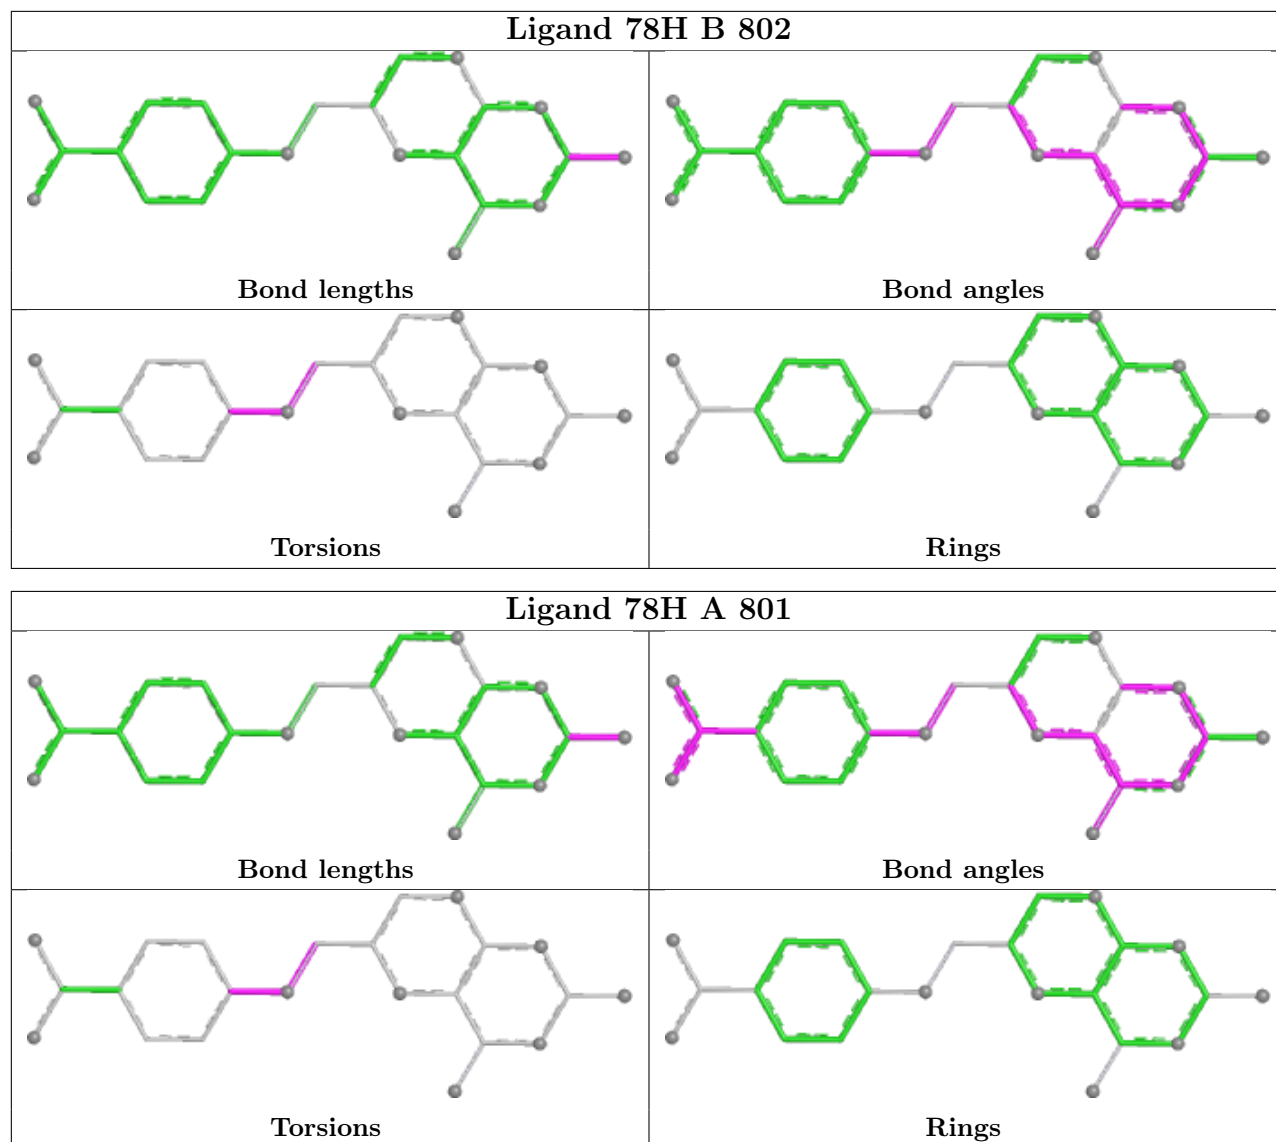 Ligand 78H B 802
Bond lengths
Bond angles
Torsions
Rings
Ligand 78H A 801
Bond lengths
Bond angles
Torsions
Rings